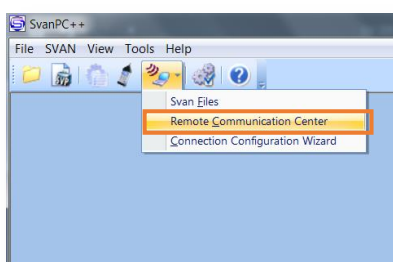 SvanPC++
File SVAN View Tools Help
Svan Files
Remote Communication Center
Connection Configuration Wizard